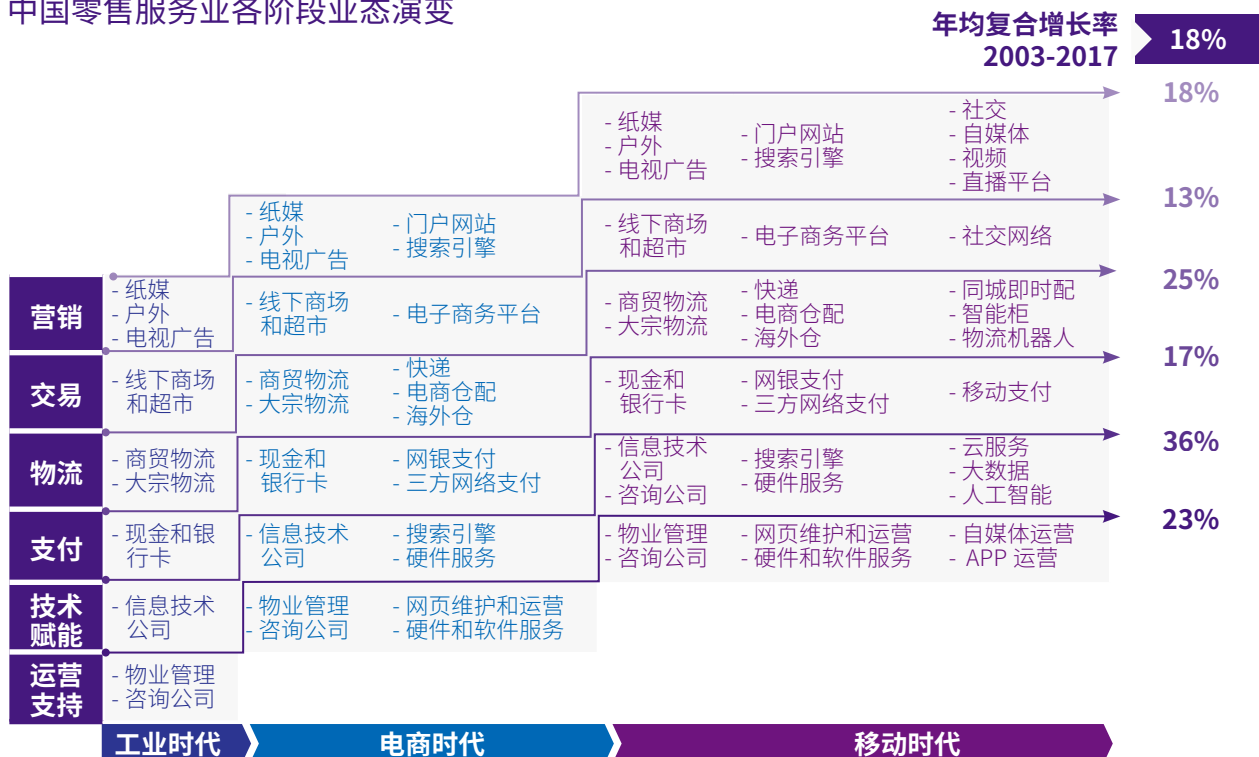 中国零售服务业各阶段业态演变
年均复合增长率
2003-2017
18%
18%
- 纸媒
- 户外
- 电视广告
- 门户网站
- 搜索引擎
- 社交
- 自媒体
- 视频
- 直播平台
13%
- 纸媒
- 户外
- 电视广告
- 门户网站
- 搜索引擎
- 线下商场
和超市
- 电子商务平台
- 社交网络
25%
营销
- 纸媒
- 户外
- 电视广告
- 线下商场
和超市
- 电子商务平台
- 商贸物流
- 大宗物流
- 快递
- 电商仓配
- 海外仓
- 同城即时配
- 智能柜
- 物流机器人
17%
交易
- 线下商场
和超市
- 商贸物流
- 大宗物流
- 快递
- 电商仓配
- 海外仓
- 现金和
银行卡
- 网银支付
- 三方网络支付
- 移动支付
36%
物流
- 商贸物流
- 大宗物流
- 现金和
银行卡
- 网银支付
- 三方网络支付
- 信息技术
公司
- 咨询公司
- 搜索引擎
- 硬件服务
- 云服务
- 大数据
- 人工智能
23%
支付
- 现金和银
行卡
- 信息技术
公司
- 搜索引擎
- 硬件服务
- 物业管理
- 咨询公司
- 网页维护和运营
- 硬件和软件服务
- 自媒体运营
- APP 运营
技术
赋能
- 信息技术
公司
- 物业管理
- 咨询公司
- 网页维护和运营
- 硬件和软件服务
运营
支持
- 物业管理
- 咨询公司
工业时代
电商时代
移动时代